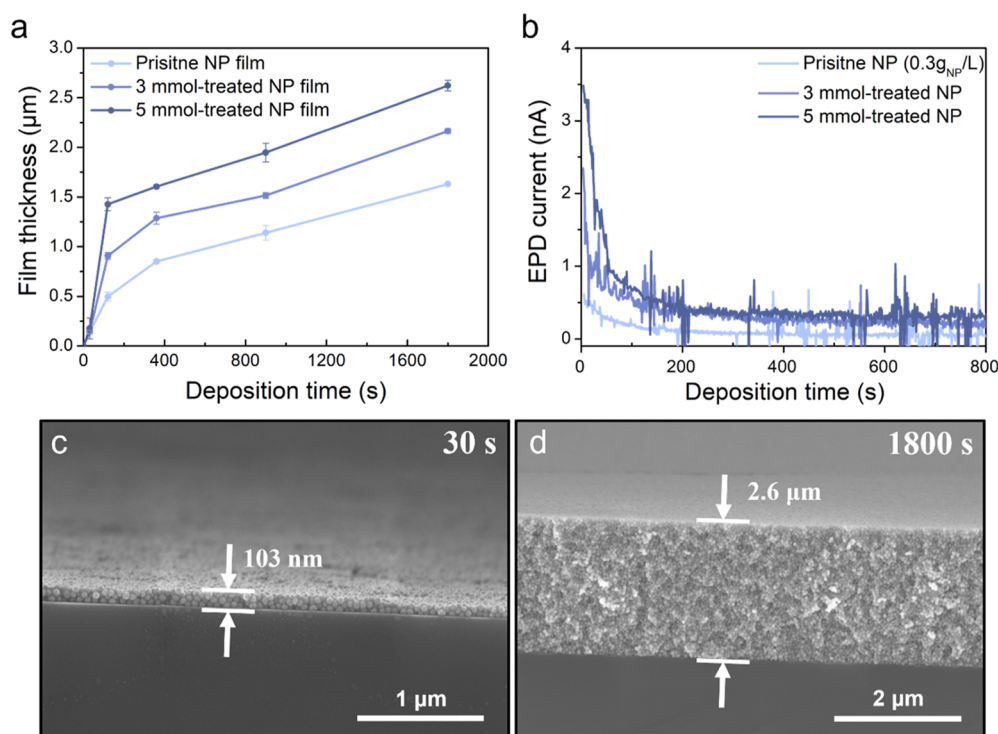 a
3.0
2.5
2.0
1.5
1.0
0.5
0.0
Film thickness (μm)
Prisitne NP film
3 mmol-treated NP film
5 mmol-treated NP film
0 400 800 1200 1600 2000
Deposition time (s)
b
4
3
2
1
0
EPD current (nA)
Prisitne NP (0.3gNP/L)
3 mmol-treated NP
5 mmol-treated NP
0 200 400 600 800
Deposition time (s)
c
30 s
103 nm
1 μm
d
1800 s
2.6 μm
2 μm